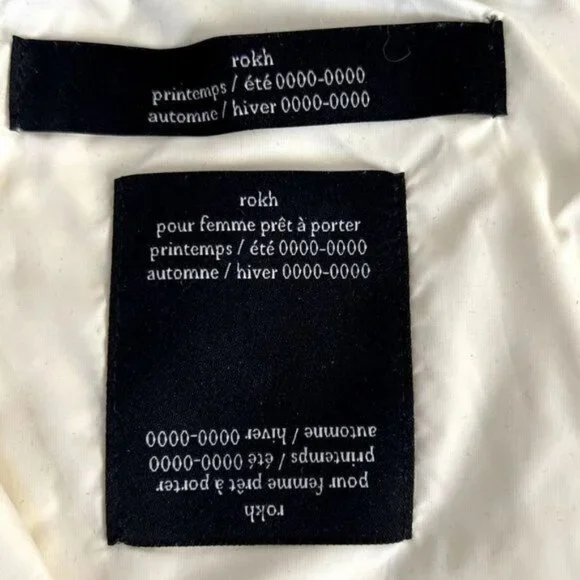 rokh
printemps / été 0000-0000
automne / hiver 0000-0000
rokh
pour femme prêt à porter
printemps / été 0000-0000
automne / hiver 0000-0000
rokh
pour femme prêt à porter
printemps / été 0000-0000
automne / hiver 0000-0000